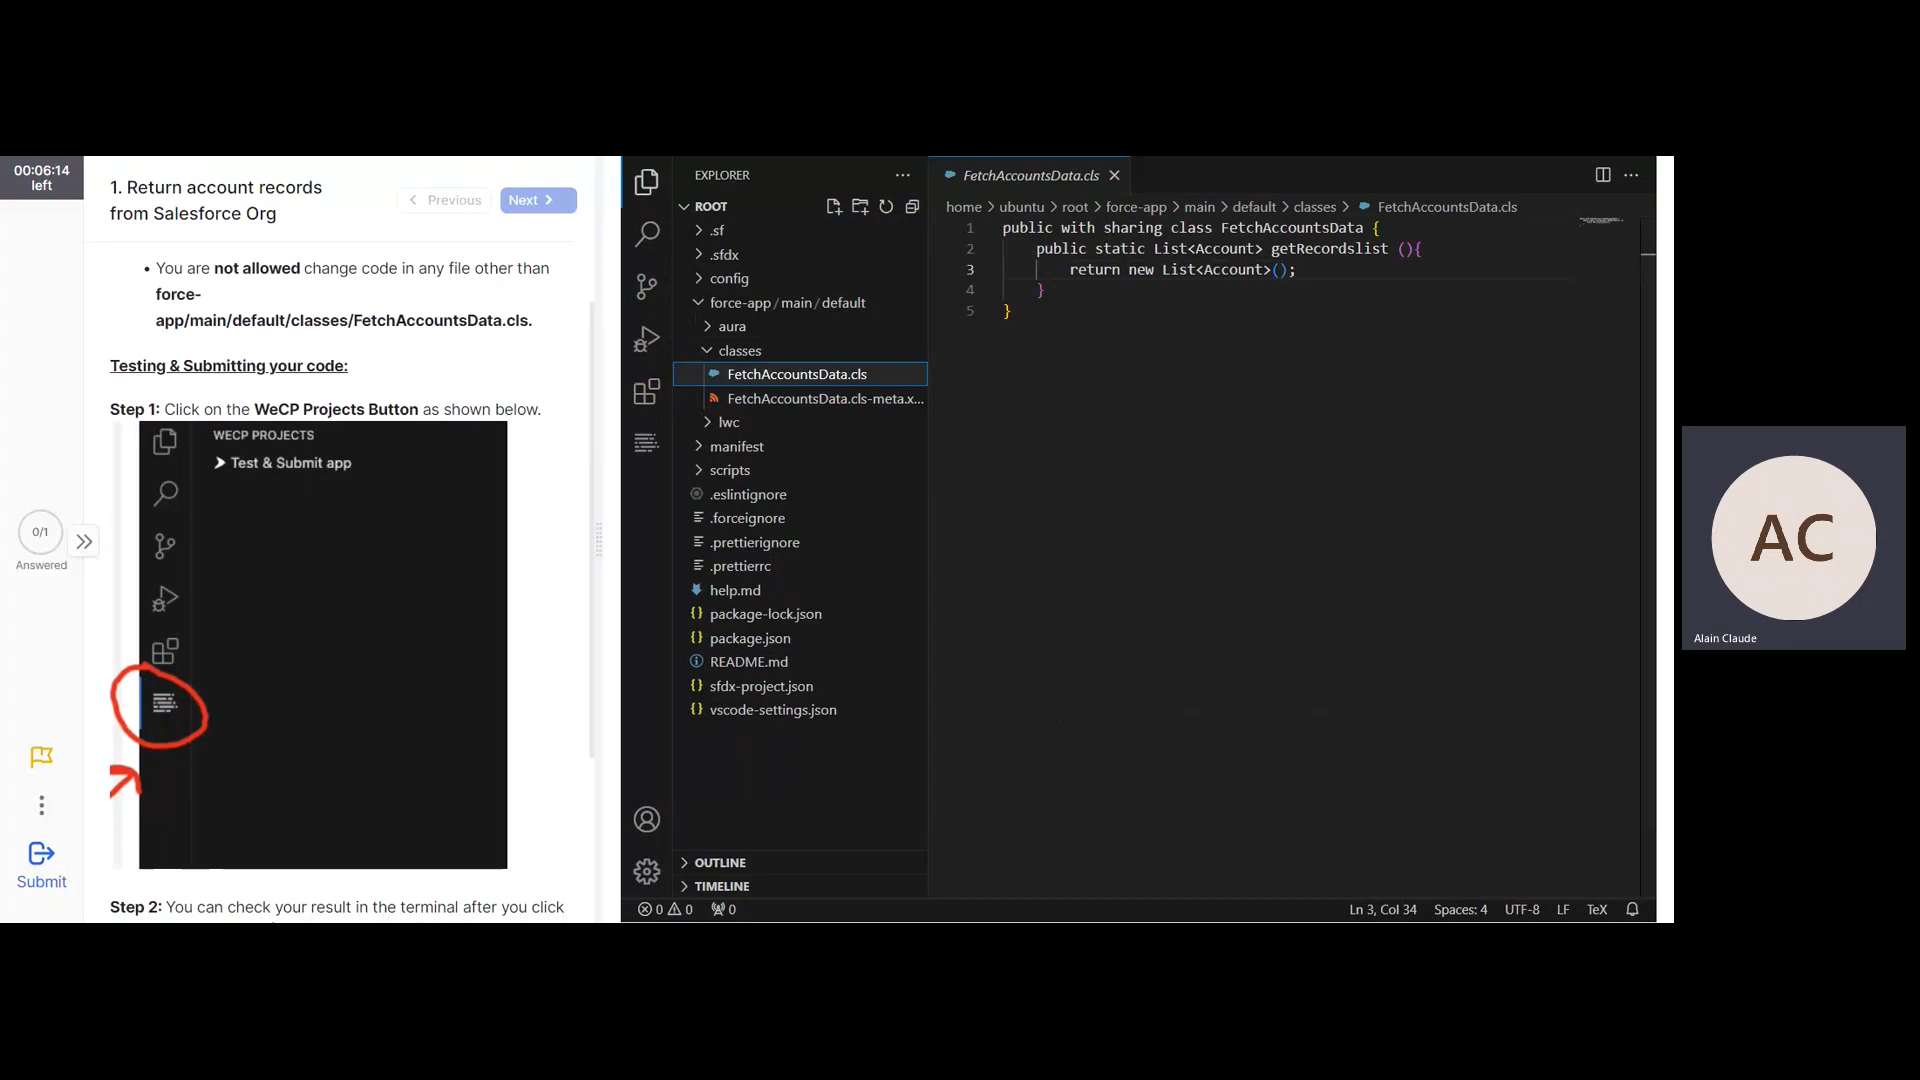 00:06:14
left
1. Return account records
from Salesforce Org
Previous
Next
• You are not allowed change code in any file other than
force-
app/main/default/classes/FetchAccountsData.cls.
Testing & Submitting your code:
Step 1: Click on the WeCP Projects Button as shown below.
WECP PROJECTS
Test & Submit app
0/1
Answered
Submit
Step 2: You can check your result in the terminal after you click
EXPLORER
ROOT
.sf
.sfdx
config
force-app/main/default
aura
classes
FetchAccountsData.cls
FetchAccountsData.cls-meta.x...
lwc
manifest
scripts
.eslintignore
.forceignore
.prettierignore
.prettierrc
help.md
package-lock.json
package.json
README.md
sfdx-project.json
vscode-settings.json
OUTLINE
TIMELINE
FetchAccountsData.cls
home > ubuntu > root > force-app > main > default > classes > FetchAccountsData.cls
1 public with sharing class FetchAccountsData {
2 public static List<Account> getRecordslist (){
3 return new List<Account>();
4 }
5 }
0 0 0
Ln 3, Col 34 Spaces: 4 UTF-8 LF TeX
AC
Alain Claude